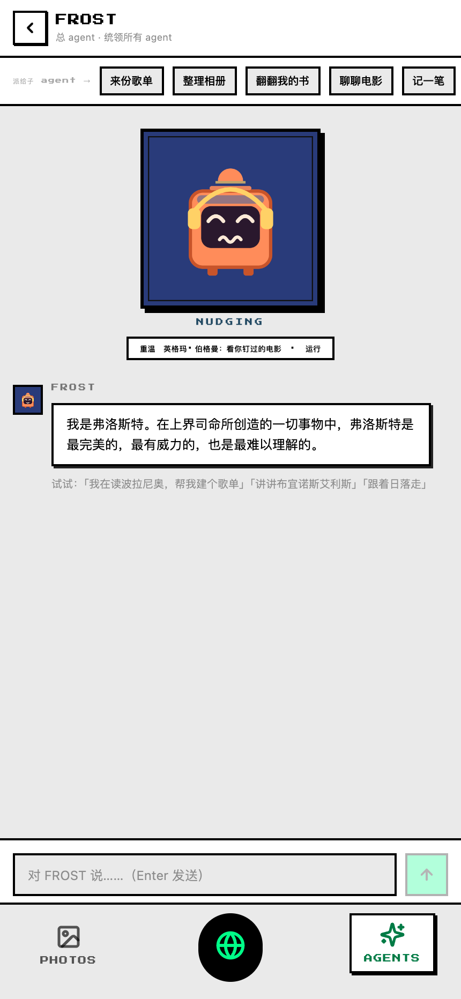 FROST
总 agent · 统领所有 agent
派给子 agent → 来份歌单 整理相册 翻翻我的书 聊聊电影 记一笔
NUDGING
重温 英格玛·伯格曼：看你钉过的电影 · 运行
FROST
我是弗洛斯特。在上界司命所创造的一切事物中，弗洛斯特是
最完美的，最有威力的，也是最难以理解的。
试试：「我在读波拉尼奥，帮我建个歌单」「讲讲布宜诺斯艾利斯」「跟着日落走」
对 FROST 说……（Enter 发送）
PHOTOS
AGENTS